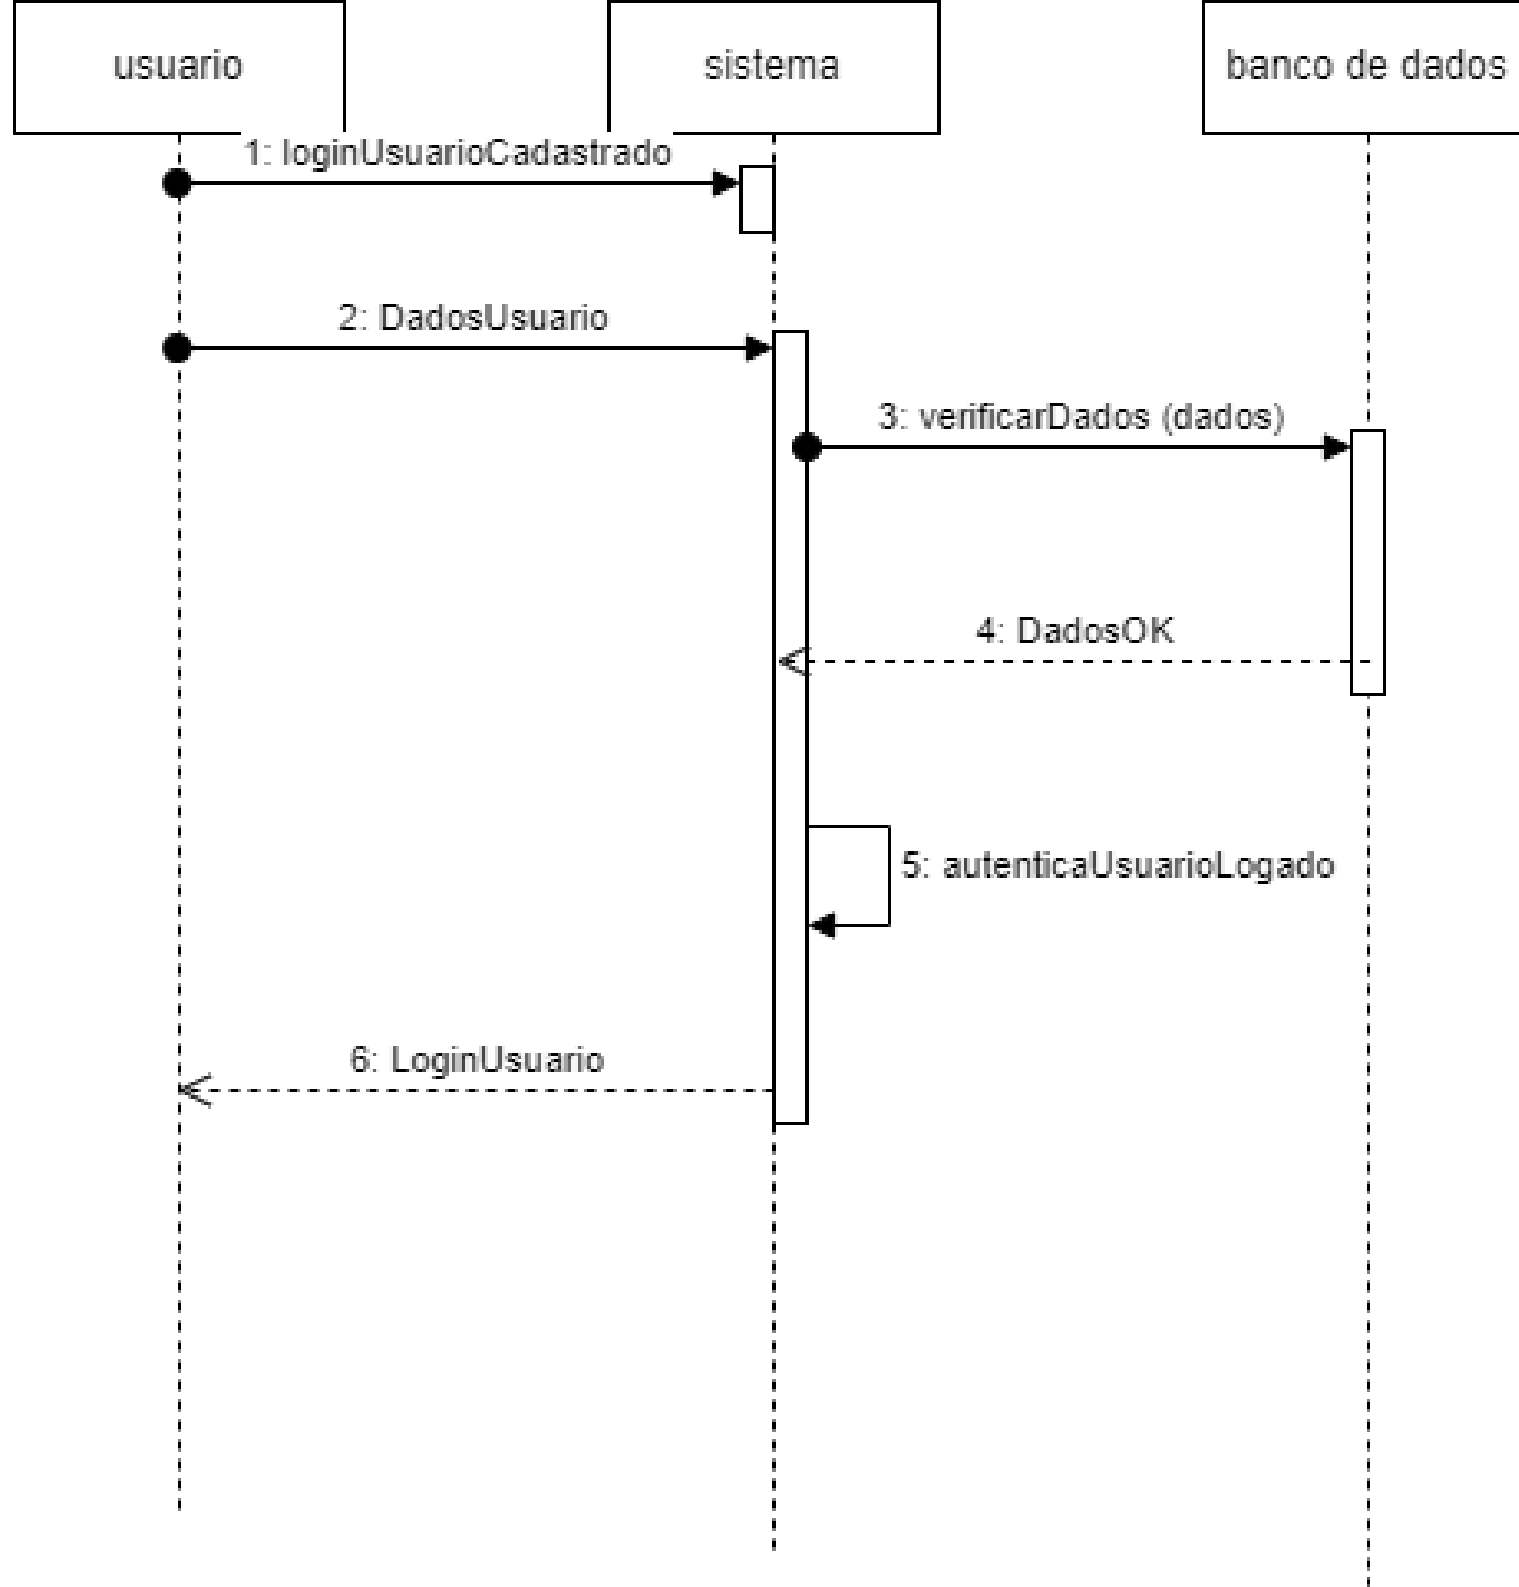 usuario
sistema
banco de dados
1: loginUsuarioCadastrado
2: DadosUsuario
3: verificarDados (dados)
4: DadosOK
5: autenticaUsuarioLogado
6: LoginUsuario